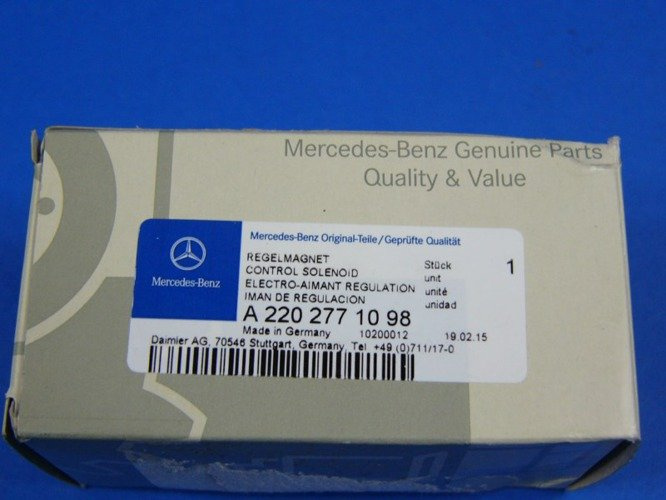 Mercedes-Benz Genuine Parts
Quality & Value
Mercedes-Benz Original-Teile/Geprüfte Qualität
Mercedes-Benz
REGELMAGNET
CONTROL SOLENOID
ELECTRO-AIMANT REGULATION
IMAN DE REGULACION
Stück
unit
unité
unidad
1
A 220 277 10 98
Made in Germany 10200012 19.02.15
Daimler AG, 70546 Stuttgart, Germany, Tel +49 (0)711/17-0